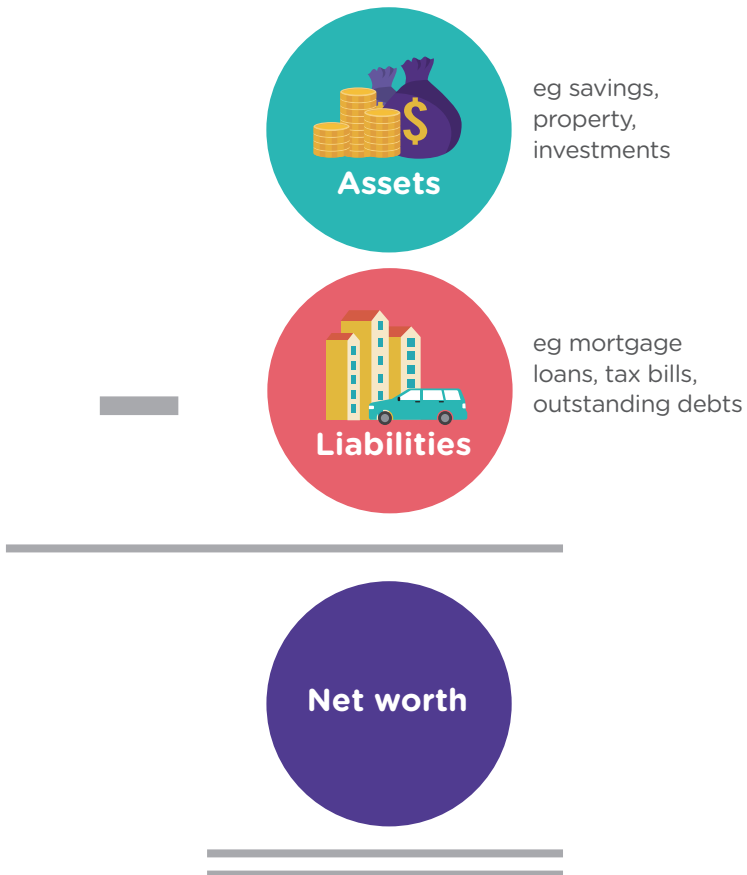 eg savings,
property,
investments
$
Assets
eg mortgage
loans, tax bills,
outstanding debts
Liabilities
Net worth